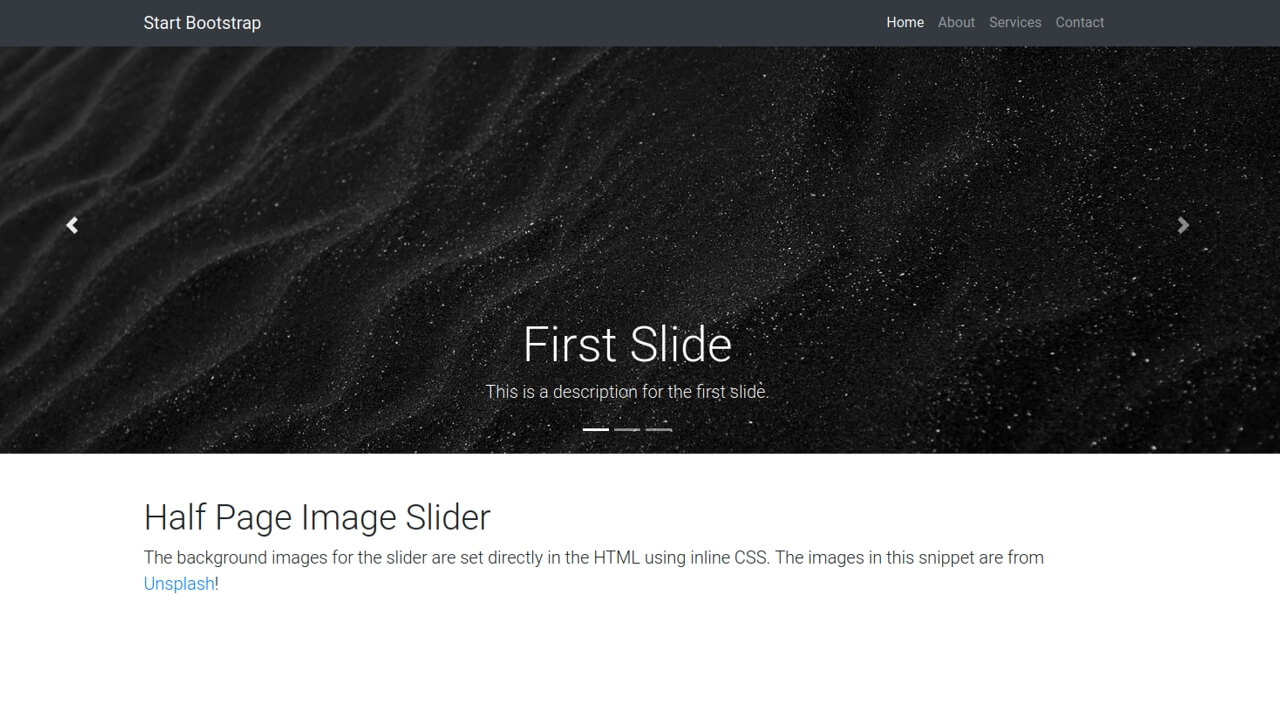 Start Bootstrap
Home About Services Contact
First Slide
This is a description for the first slide.
Half Page Image Slider
The background images for the slider are set directly in the HTML using inline CSS. The images in this snippet are from
Unsplash!